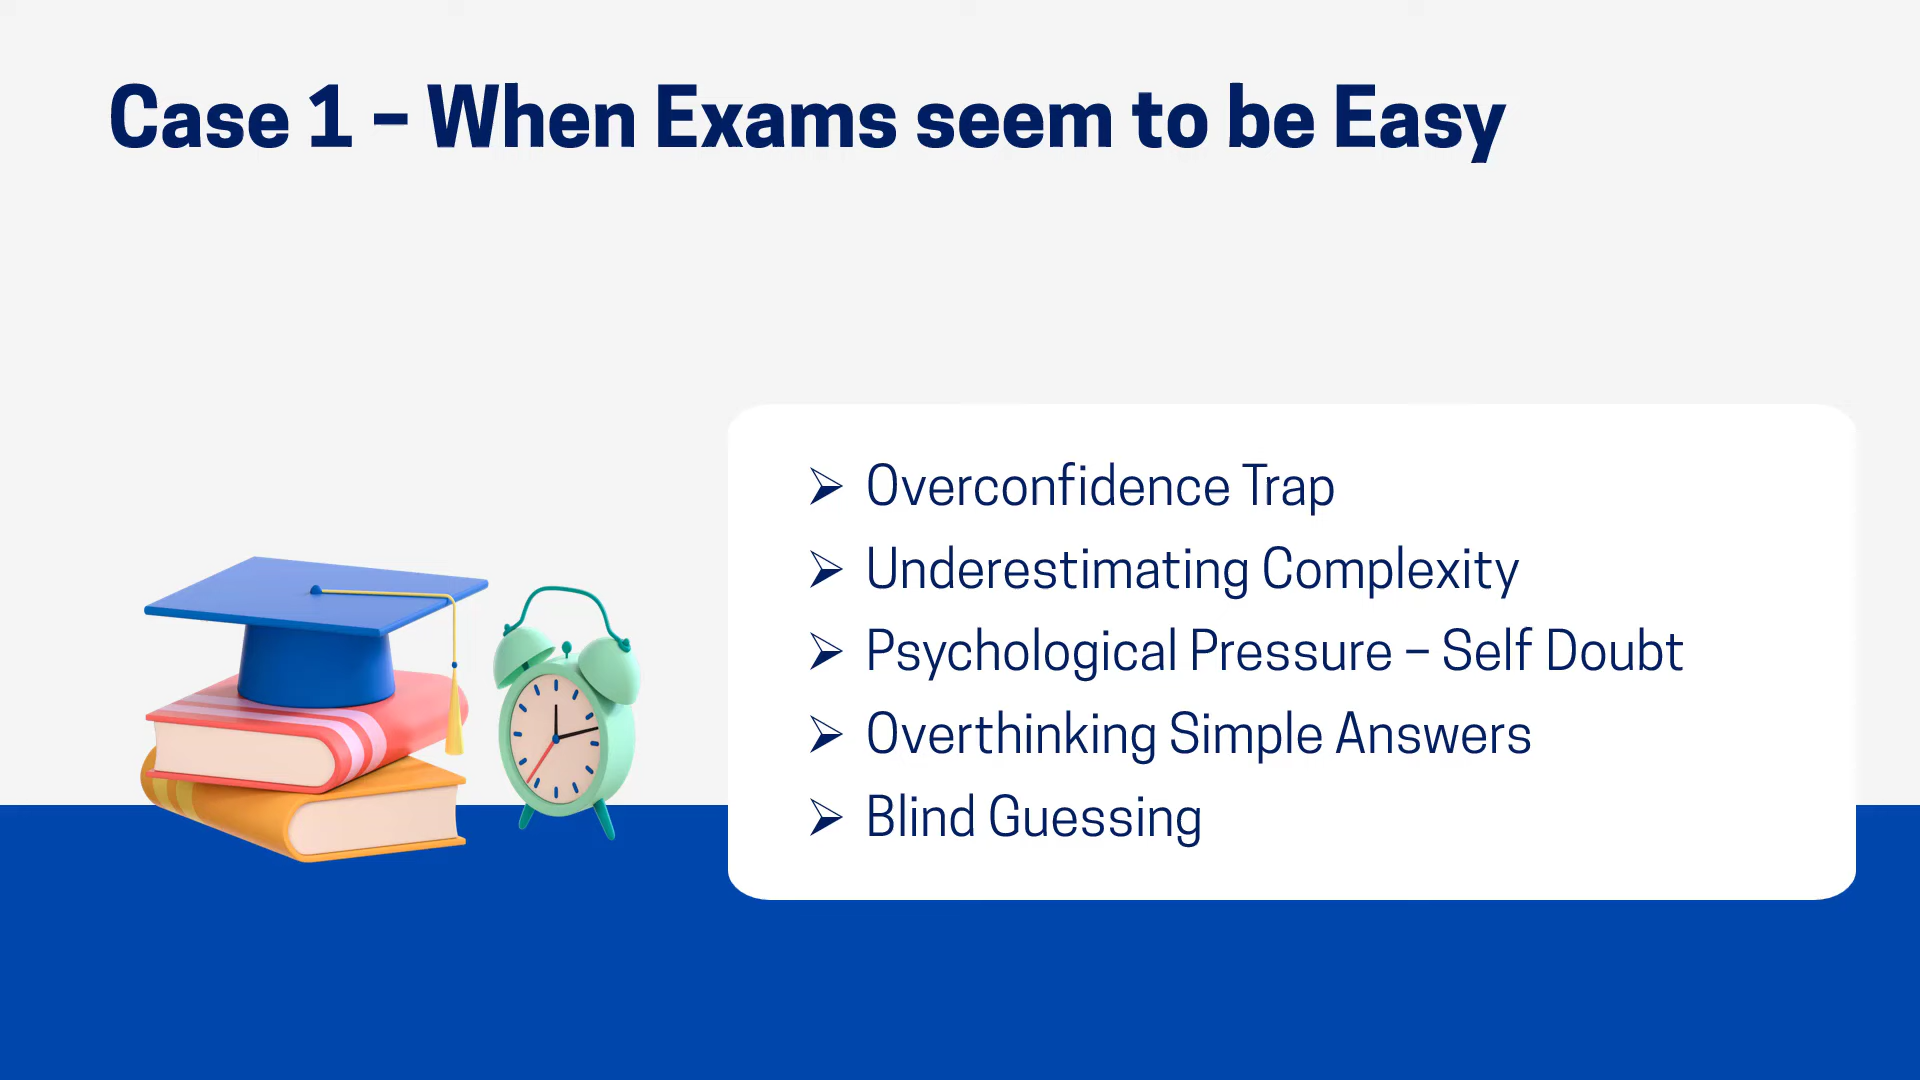 Case 1 – When Exams seem to be Easy
➢ Overconfidence Trap
➢ Underestimating Complexity
➢ Psychological Pressure – Self Doubt
➢ Overthinking Simple Answers
➢ Blind Guessing